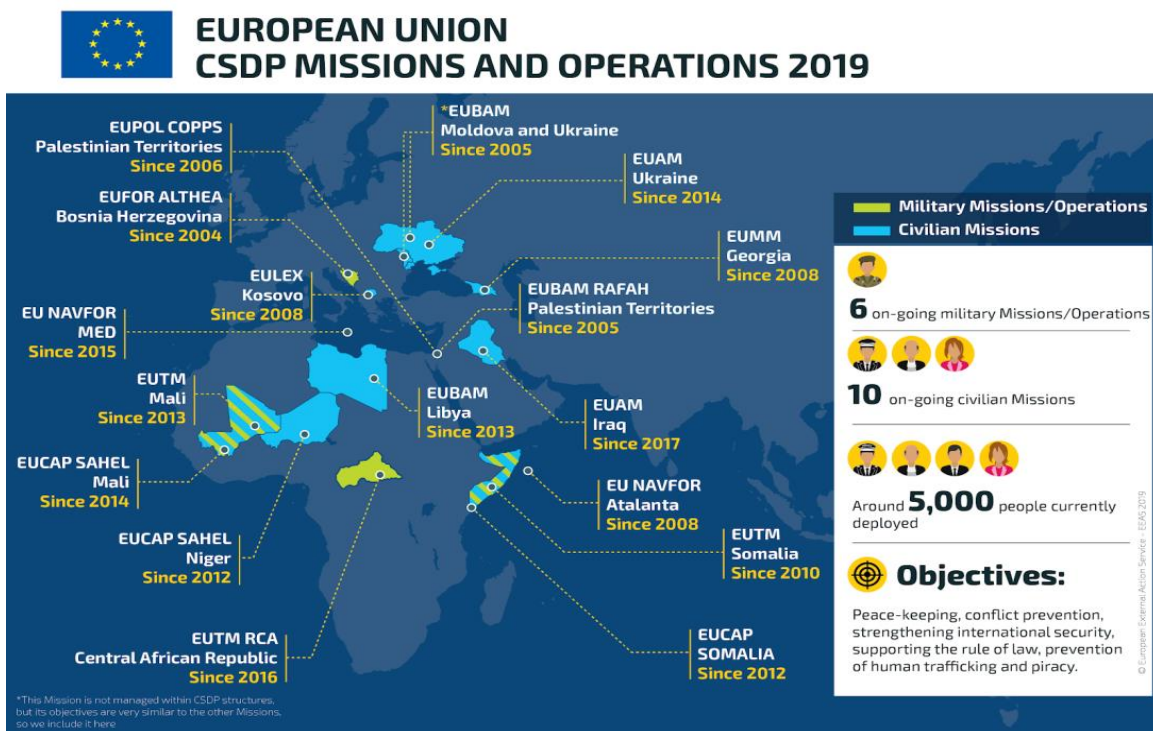 EUROPEAN UNION
CSDP MISSIONS AND OPERATIONS 2019
*EUBAM
Moldova and Ukraine
Since 2005
EUPOL COPPS
Palestinian Territories
Since 2006
EUAM
Ukraine
Since 2014
EUFOR ALTHEA
Bosnia Herzegovina
Since 2004
EUMM
Georgia
Since 2008
EULEX
Kosovo
Since 2008
EUBAM RAFAH
Palestinian Territories
Since 2005
EU NAVFOR
MED
Since 2015
EUTM
Mali
Since 2013
EUBAM
Libya
Since 2013
EUAM
Iraq
Since 2017
EUCAP SAHEL
Mali
Since 2014
EU NAVFOR
Atalanta
Since 2008
EUCAP SAHEL
Niger
Since 2012
EUTM
Somalia
Since 2010
EUTM RCA
Central African Republic
Since 2016
EUCAP
SOMALIA
Since 2012
*This Mission is not managed within CSDP structures,
but its objectives are very similar to the other Missions,
so we include it here
Military Missions/Operations
Civilian Missions
6 on-going military Missions/Operations
10 on-going civilian Missions
Around 5,000 people currently
deployed
Objectives:
Peace-keeping, conflict prevention,
strengthening international security,
supporting the rule of law, prevention
of human trafficking and piracy.
© European External Action Service - EEAS 2019